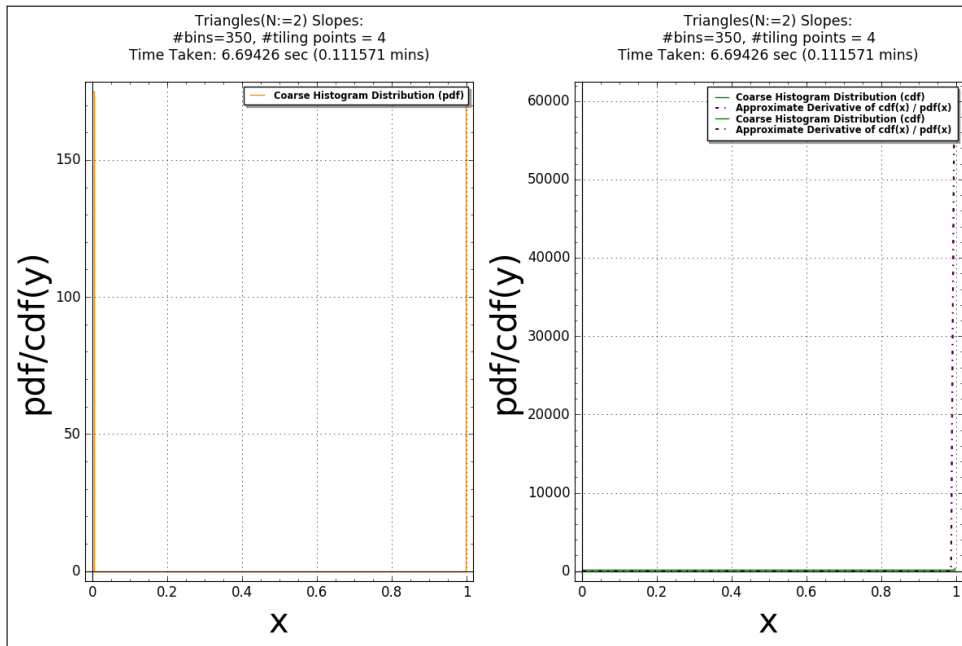 Triangles(N:=2) Slopes:
#bins=350, #tiling points = 4
Time Taken: 6.69426 sec (0.111571 mins)
Coarse Histogram Distribution (pdf)
150
100
50
0
pdf/cdf(y)
0 0.2 0.4 0.6 0.8 1
x
Triangles(N:=2) Slopes:
#bins=350, #tiling points = 4
Time Taken: 6.69426 sec (0.111571 mins)
Coarse Histogram Distribution (cdf)
Approximate Derivative of cdf(x) / pdf(x)
Coarse Histogram Distribution (cdf)
Approximate Derivative of cdf(x) / pdf(x)
60000
50000
40000
30000
20000
10000
0
pdf/cdf(y)
0 0.2 0.4 0.6 0.8 1
x